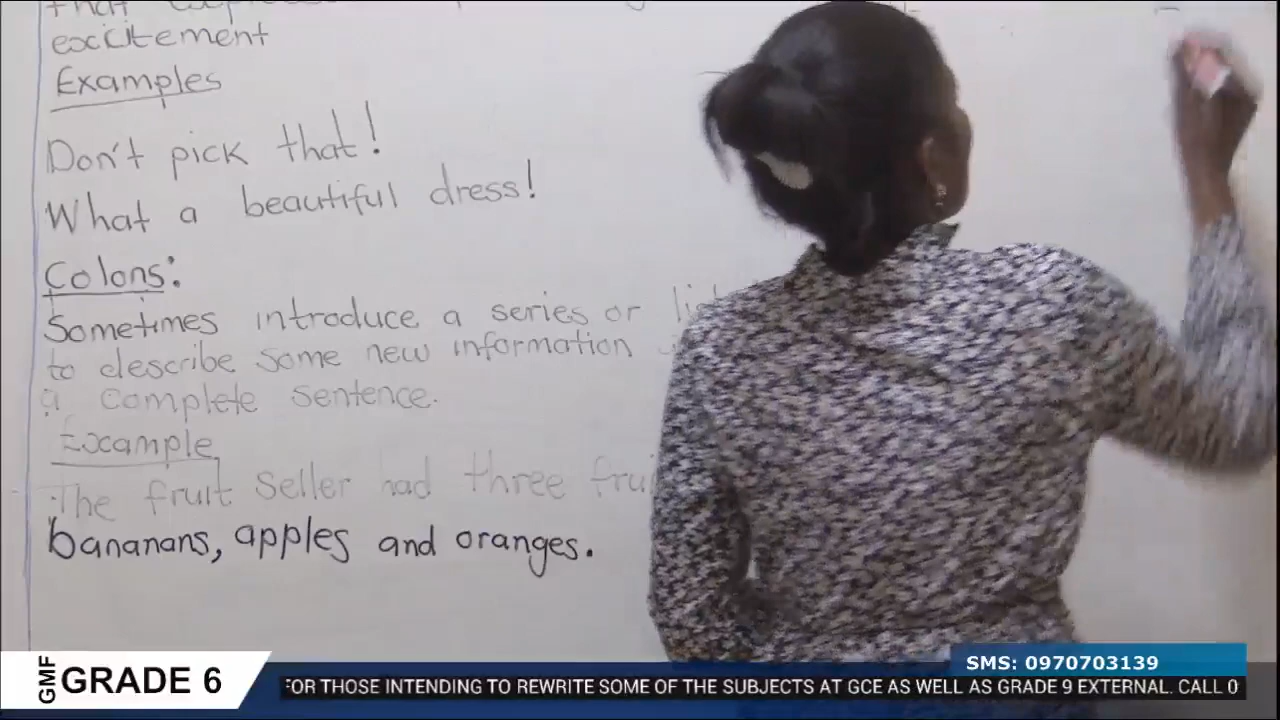 that
excitement
Examples
Don't pick that!
What a beautiful dress!
Colons:
Sometimes introduce a series or
to describe some new information
a complete sentence.
Example
The fruit seller had three
bananans, apples and oranges.
SMS: 0970703139
GMF GRADE 6
FOR THOSE INTENDING TO REWRITE SOME OF THE SUBJECTS AT GCE AS WELL AS GRADE 9 EXTERNAL. CALL 0